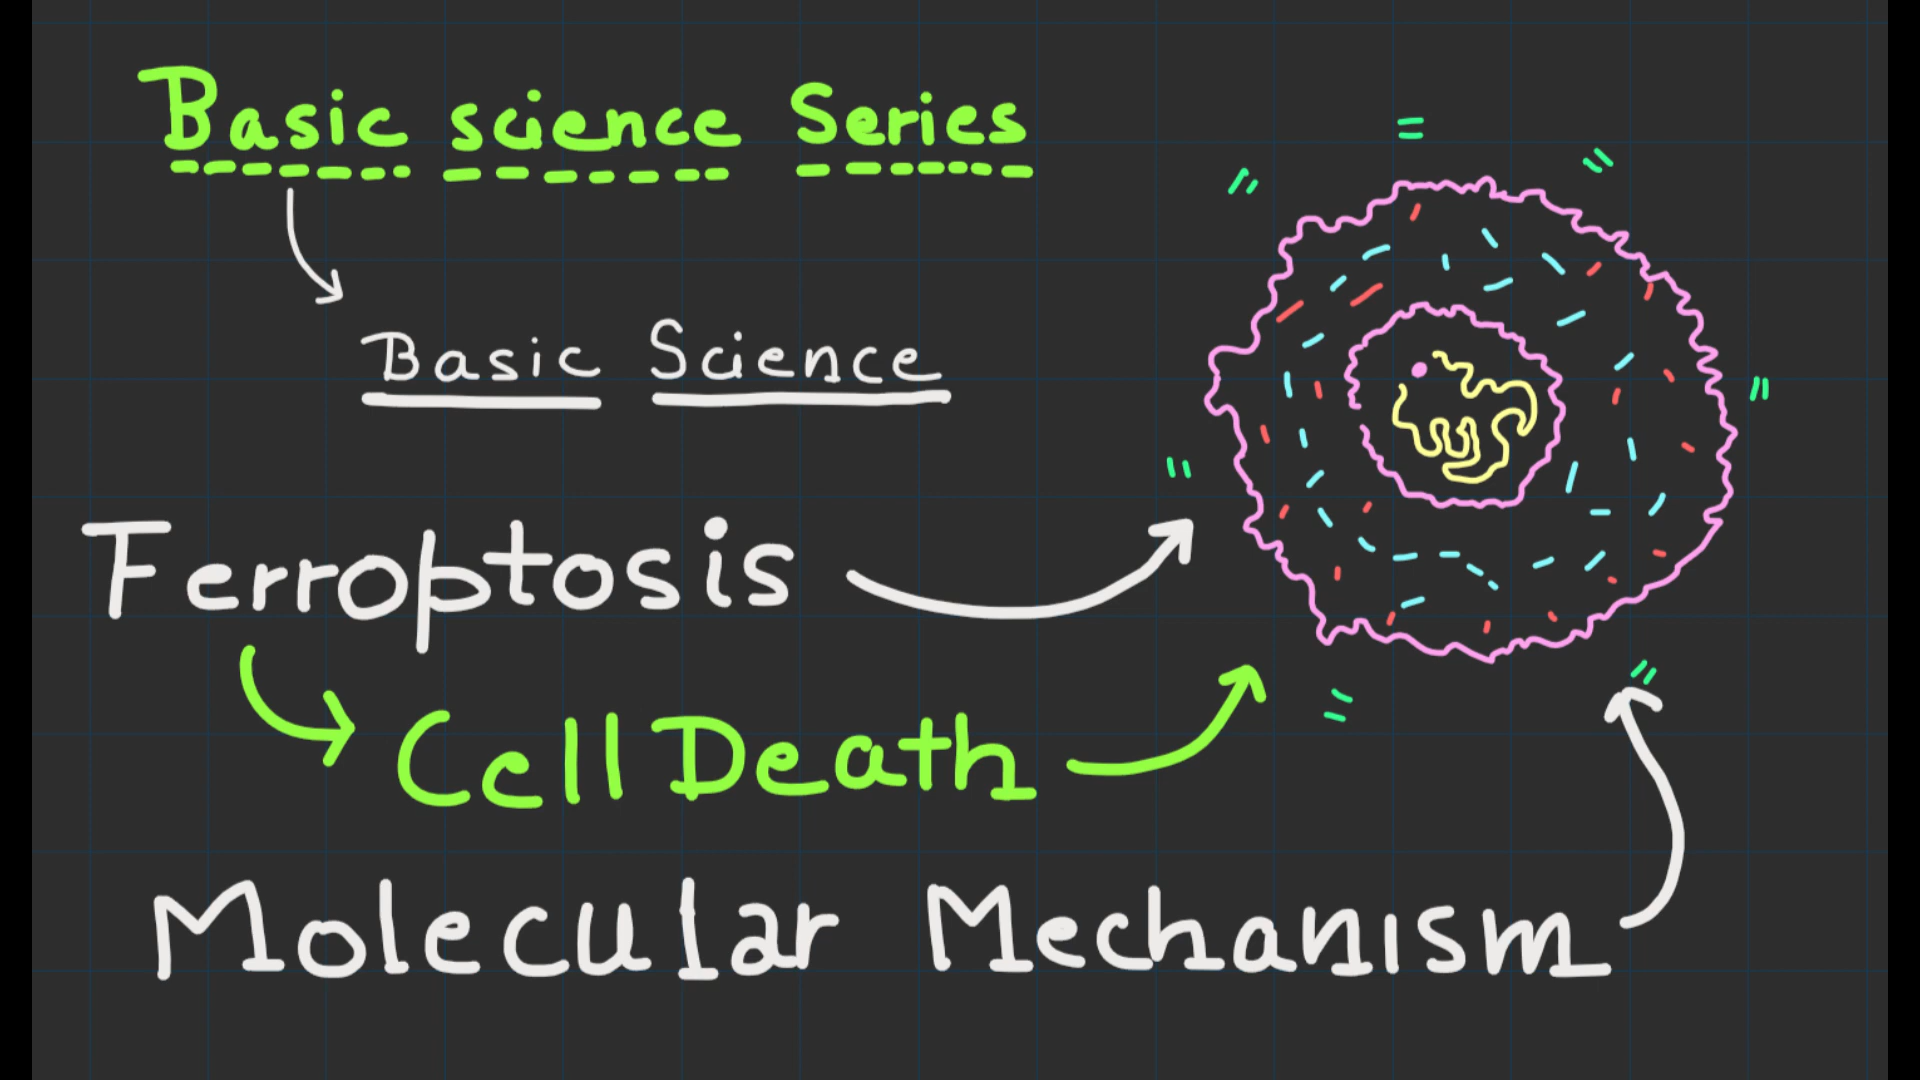 Basic science Series
Basic Science
Ferroptosis
Cell Death
Molecular Mechanism